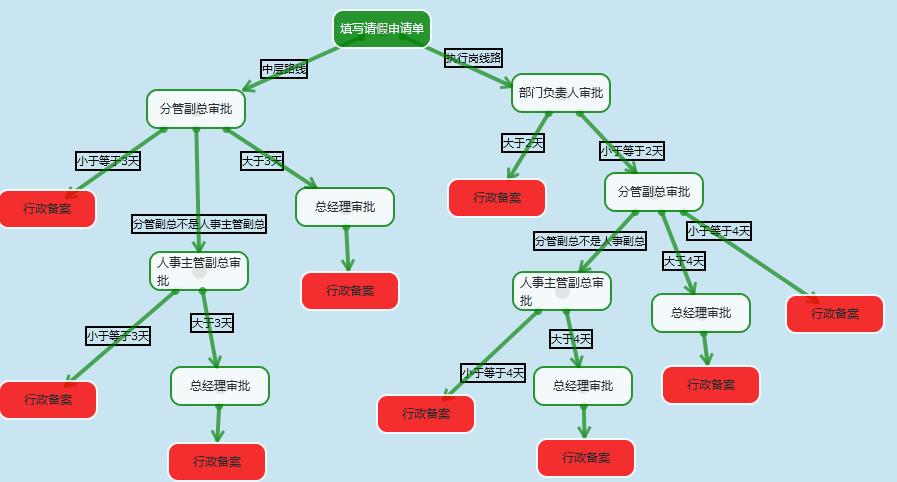 填写请假申请单
中层路线
执行岗线路
分管副总审批
部门负责人审批
小于等于3天
大于3天
大于2天
小于等于2天
行政备案
总经理审批
行政备案
分管副总审批
分管副总不是人事主管副总
分管副总不是人事副总
小于等于4天
大于4天
人事主管副总审
批
行政备案
人事主管副总审
批
总经理审批
行政备案
小于等于3天
大于3天
大于4天
小于等于4天
行政备案
总经理审批
行政备案
总经理审批
行政备案
行政备案
行政备案